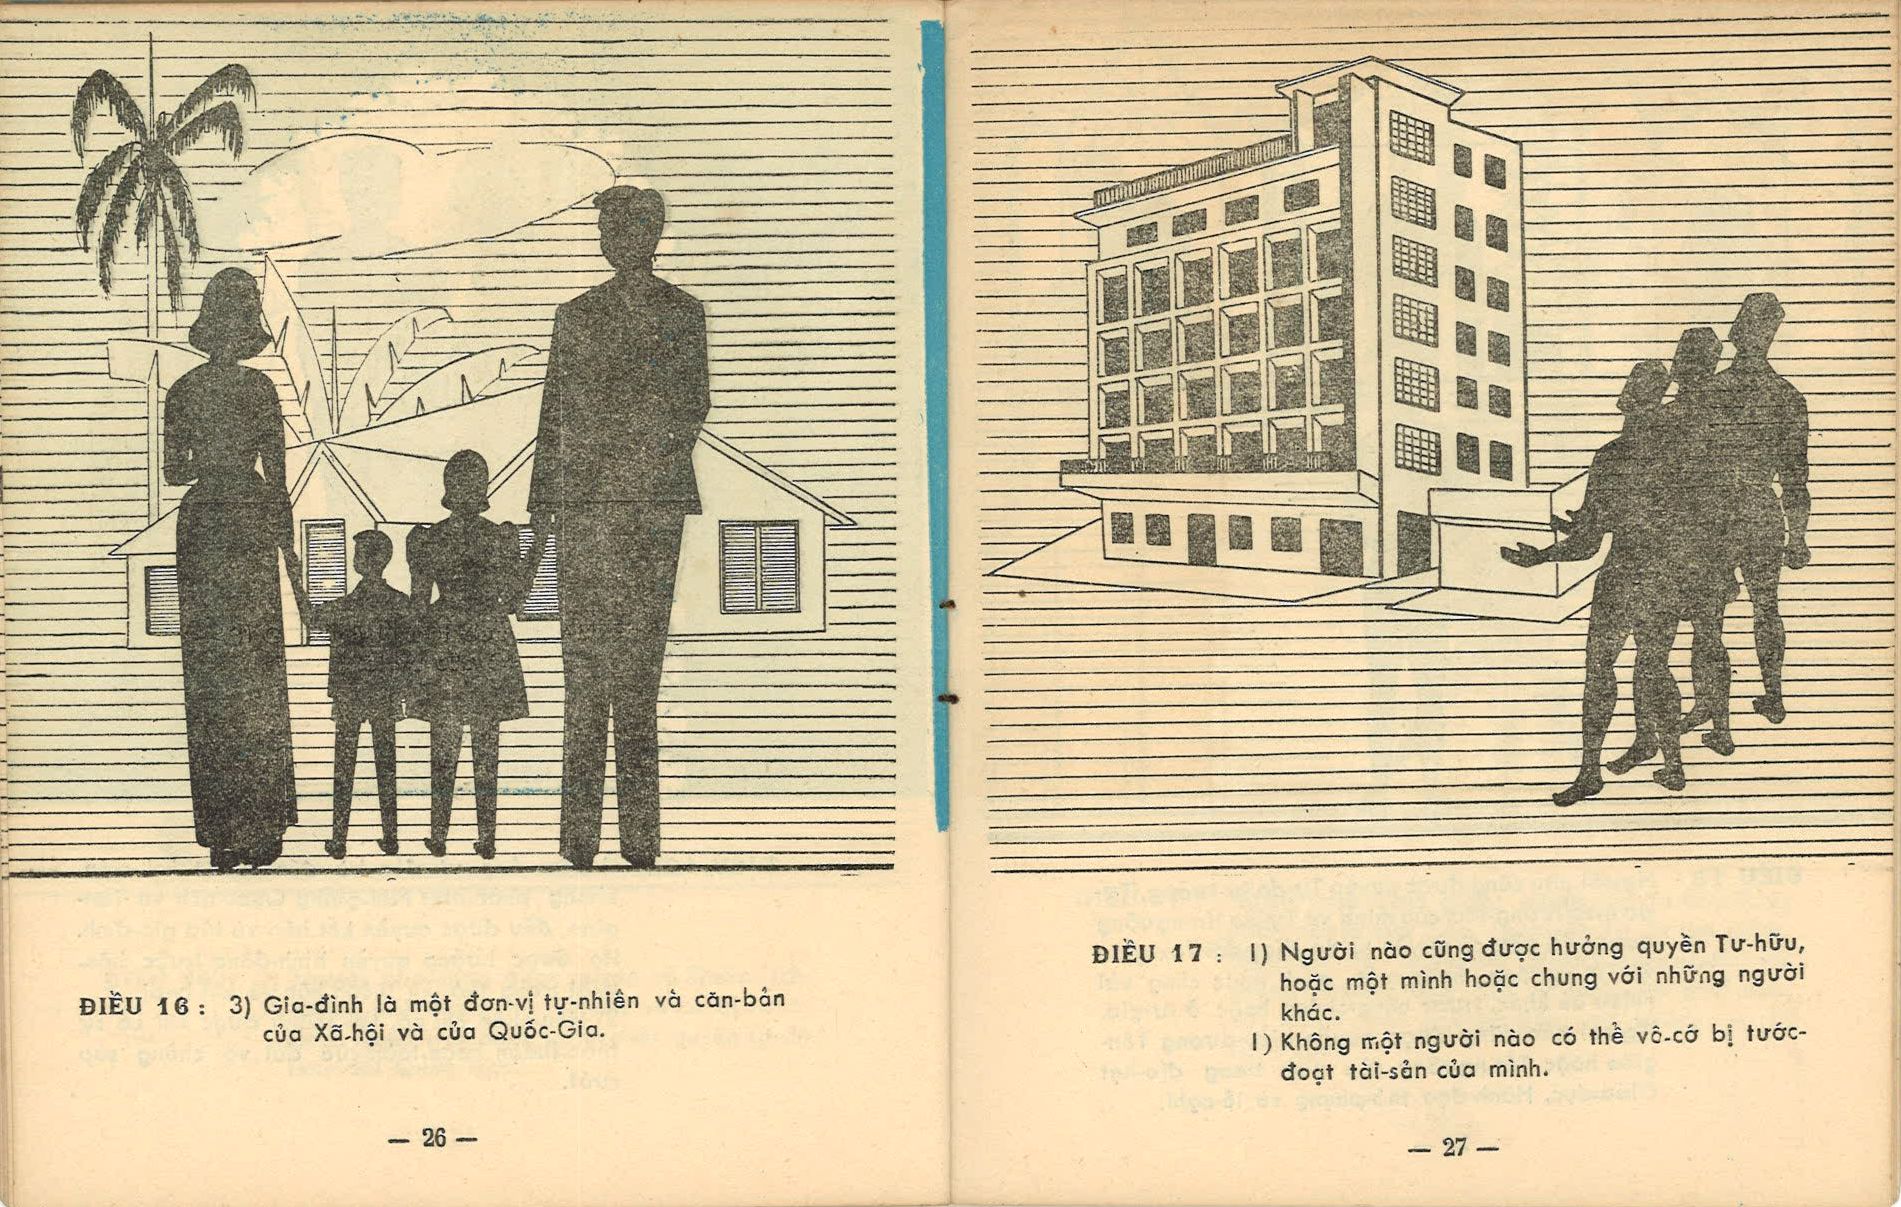 ĐIỀU 16 : 3) Gia-đình là một đơn-vị tự-nhiên và căn-bản
của Xã-hội và của Quốc-Gia.
— 26 —
ĐIỀU 17 : 1) Người nào cũng được hưởng quyền Tư-hữu,
hoặc một mình hoặc chung với những người
khác.
1) Không một người nào có thể vô-cớ bị tước-
đoạt tài-sản của mình.
— 27 —